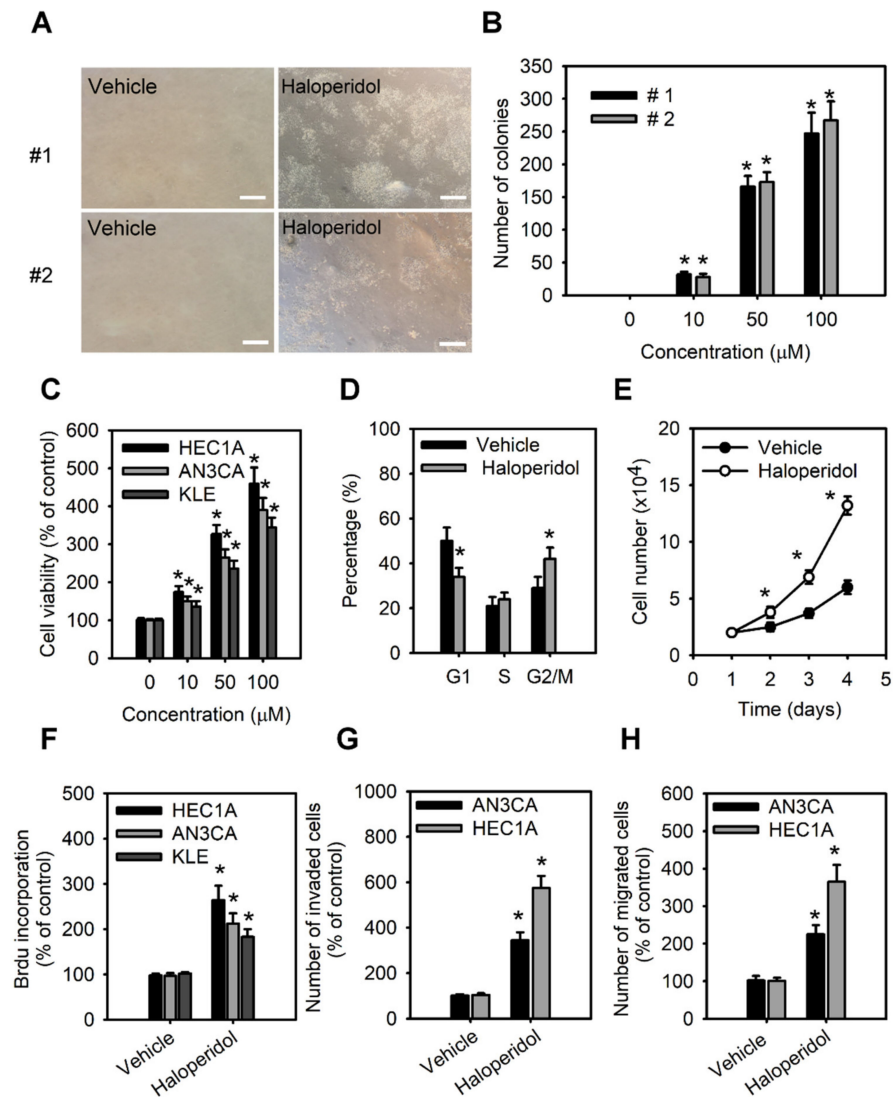 A
Vehicle
Haloperidol
#1
Vehicle
Haloperidol
#2
B
Number of colonies
350
300
250
200
150
100
50
0
# 1
# 2
* *
* *
* *
0 10 50 100
Concentration (μM)
C
Cell viability (% of control)
600
500
400
300
200
100
0
HEC1A
AN3CA
KLE
* * *
* * *
* * *
0 10 50 100
Concentration (μM)
D
Percentage (%)
100
80
60
40
20
0
Vehicle
Haloperidol
*
*
G1 S G2/M
E
Cell number (x10⁴)
20
15
10
5
0
Vehicle
Haloperidol
*
*
*
0 1 2 3 4 5
Time (days)
F
Brdu incorporation
(% of control)
500
400
300
200
100
0
HEC1A
AN3CA
KLE
* * *
Vehicle
Haloperidol
G
Number of invaded cells
(% of control)
1000
800
600
400
200
0
AN3CA
HEC1A
* *
Vehicle
Haloperidol
H
Number of migrated cells
(% of control)
600
500
400
300
200
100
0
AN3CA
HEC1A
* *
Vehicle
Haloperidol